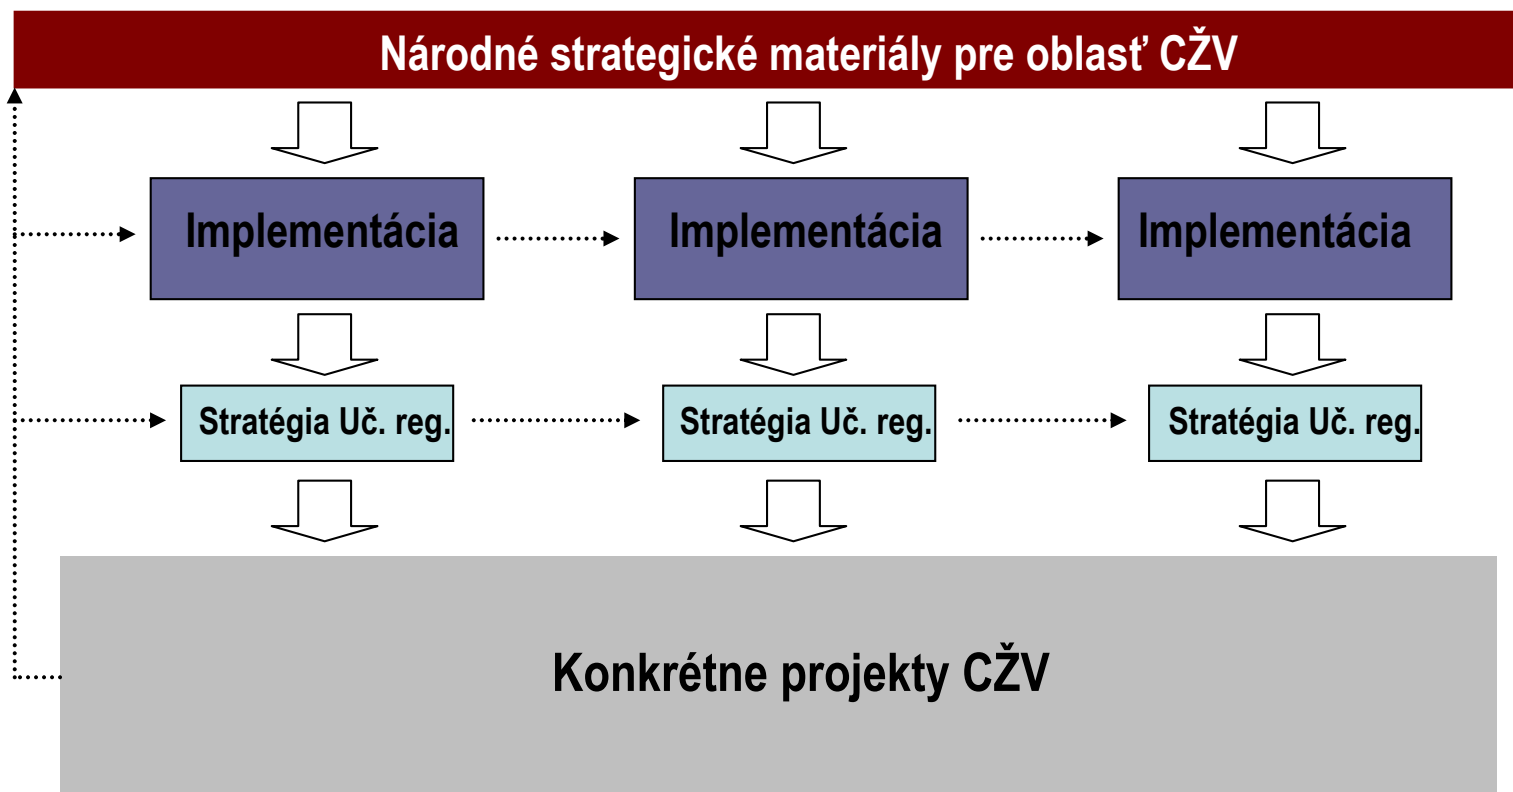 Národné strategické materiály pre oblasť CŽV
Implementácia
Implementácia
Implementácia
Stratégia Uč. reg.
Stratégia Uč. reg.
Stratégia Uč. reg.
Konkrétne projekty CŽV